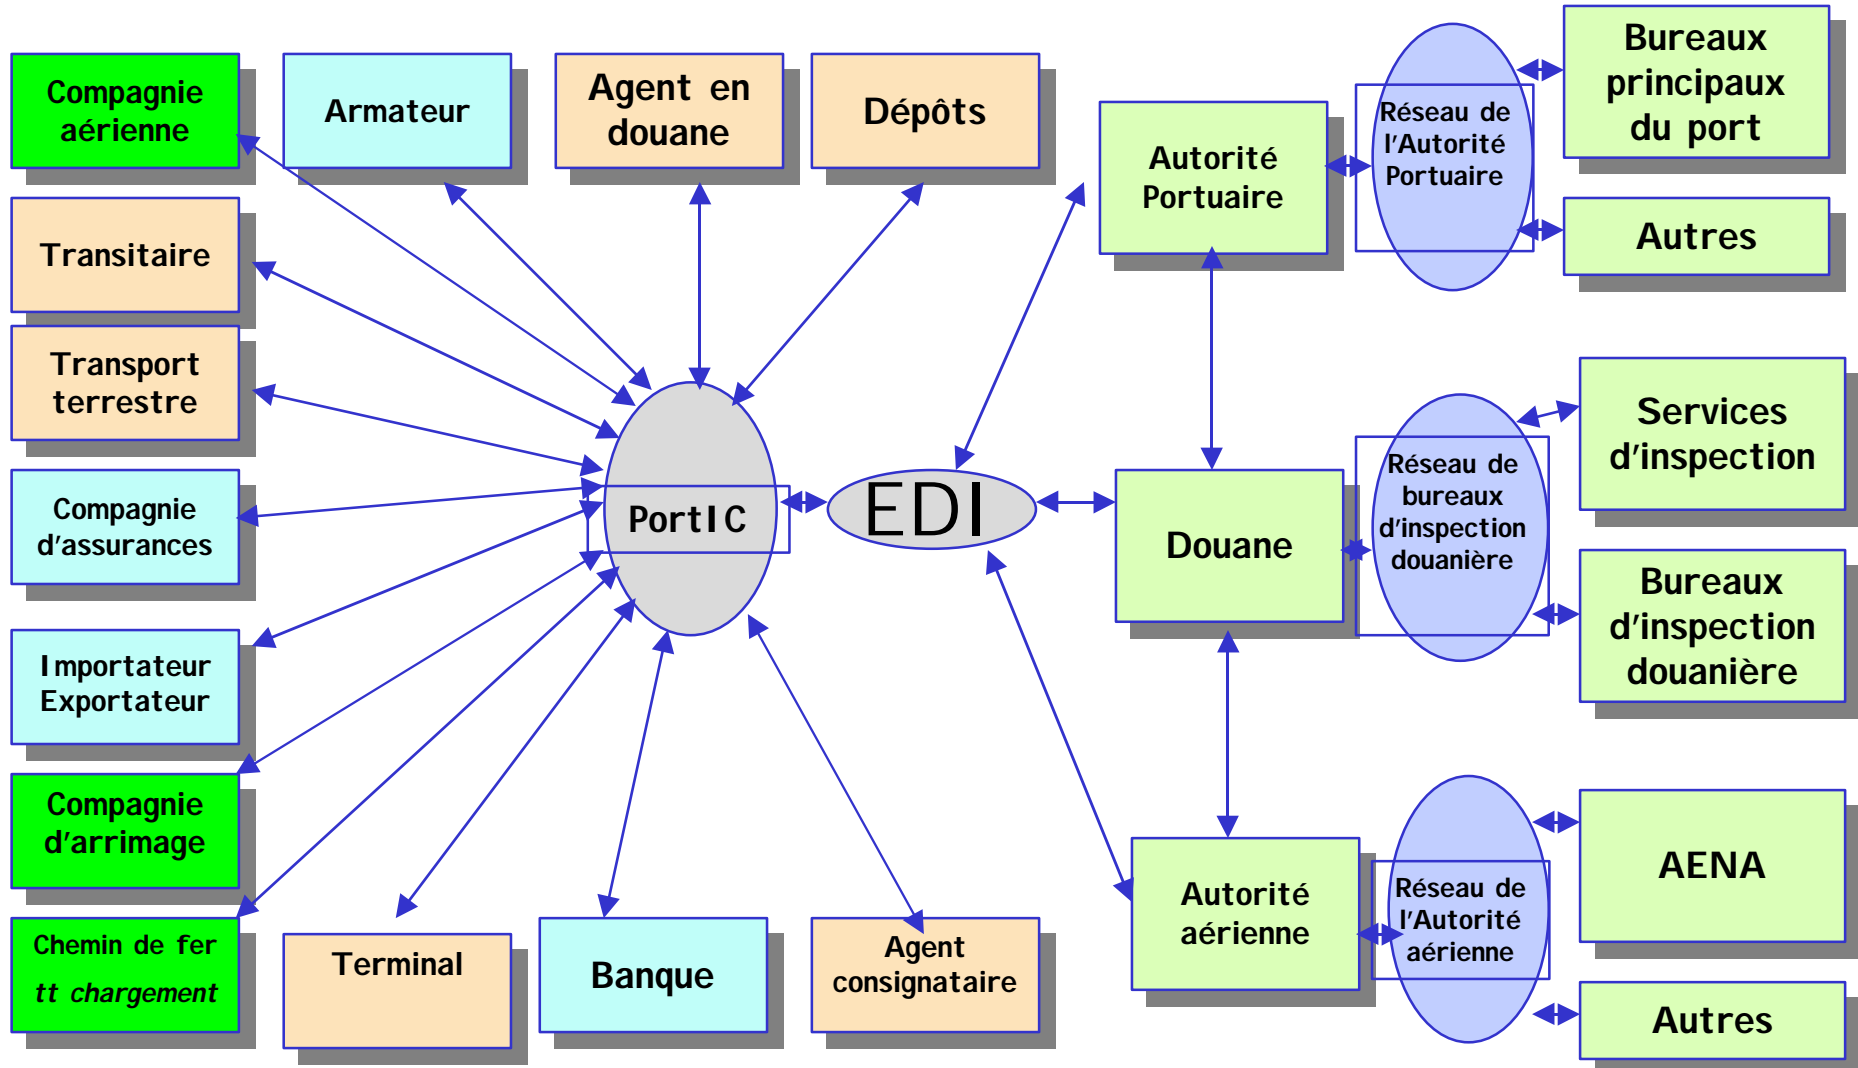 Compagnie
aérienne
Armateur
Agent en
douane
Dépôts
Transitaire
Transport
terrestre
Compagnie
d'assurances
Importateur
Exportateur
Compagnie
d'arrimage
Chemin de fer
tt chargement
Terminal
Banque
Agent
consignataire
PortIC
EDI
Autorité
Portuaire
Réseau de
l'Autorité
Portuaire
Bureaux
principaux
du port
Autres
Douane
Réseau de
bureaux
d'inspection
douanière
Services
d'inspection
Bureaux
d'inspection
douanière
Autorité
aérienne
Réseau de
l'Autorité
aérienne
AENA
Autres